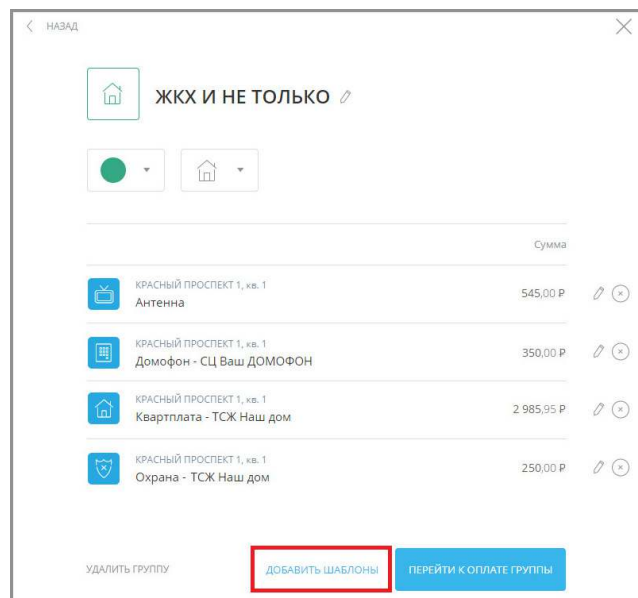 НАЗАД
ЖКХ И НЕ ТОЛЬКО
Сумма
КРАСНЫЙ ПРОСПЕКТ 1, кв. 1
Антенна
545,00 ₽
КРАСНЫЙ ПРОСПЕКТ 1, кв. 1
Домофон - СЦ Ваш ДОМОФОН
350,00 ₽
КРАСНЫЙ ПРОСПЕКТ 1, кв. 1
Квартплата - ТСЖ Наш дом
2 985,95 ₽
КРАСНЫЙ ПРОСПЕКТ 1, кв. 1
Охрана - ТСЖ Наш дом
250,00 ₽
УДАЛИТЬ ГРУППУ ДОБАВИТЬ ШАБЛОНЫ ПЕРЕЙТИ К ОПЛАТЕ ГРУППЫ